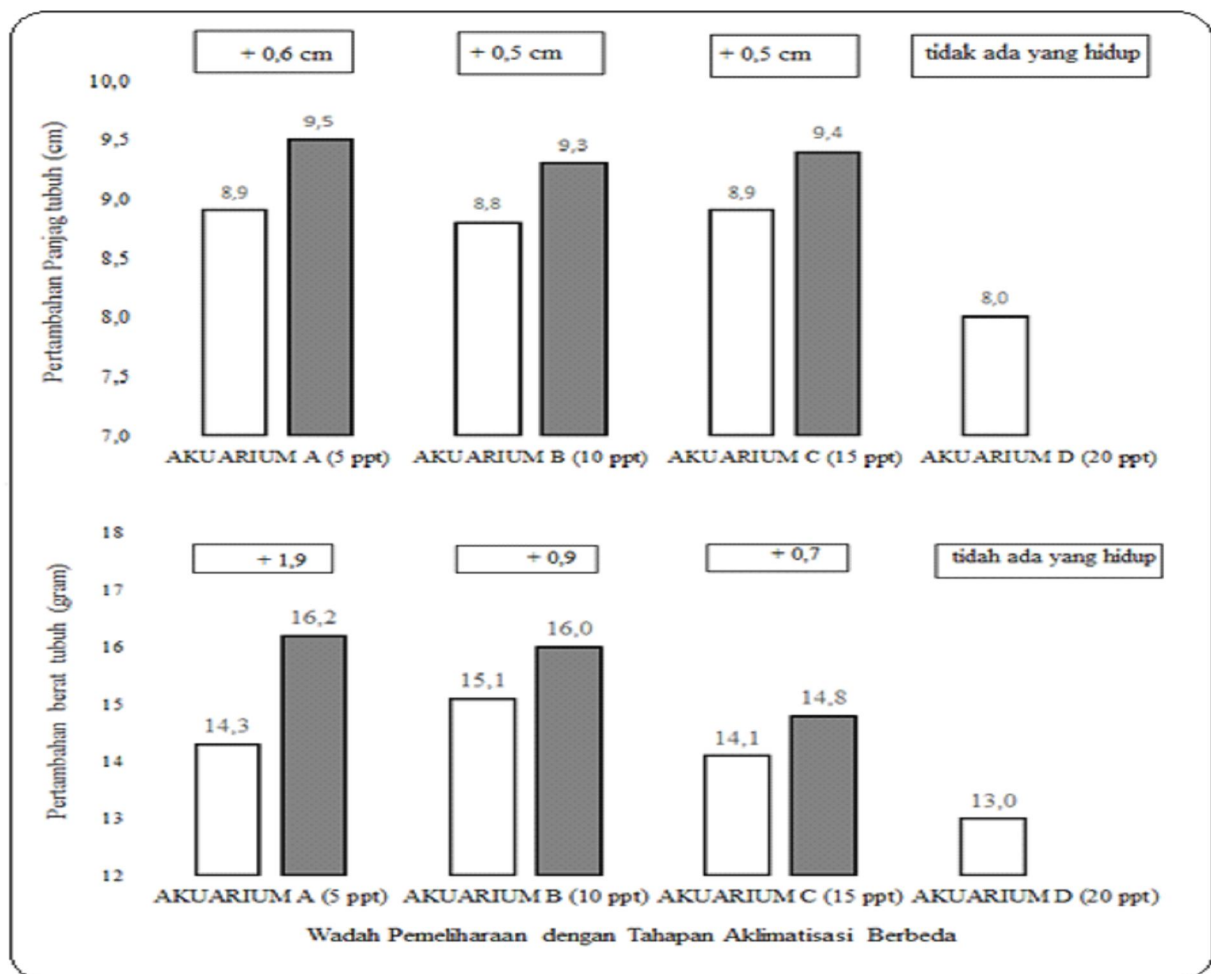 + 0,6 cm + 0,5 cm + 0,5 cm tidak ada yang hidup
Pertambahan Panjag tubuh (cm)
10,0
9,5
9,0
8,5
8,0
7,5
7,0
8,9 9,5 8,8 9,3 8,9 9,4 8,0
AKUARIUM A (5 ppt) AKUARIUM B (10 ppt) AKUARIUM C (15 ppt) AKUARIUM D (20 ppt)
Pertambahan berat tubuh (gram)
18
17
16
15
14
13
12
+ 1,9 + 0,9 + 0,7 tidah ada yang hidup
14,3 16,2 15,1 16,0 14,1 14,8 13,0
AKUARIUM A (5 ppt) AKUARIUM B (10 ppt) AKUARIUM C (15 ppt) AKUARIUM D (20 ppt)
Wadah Pemeliharaan dengan Tahapan Aklimatisasi Berbeda